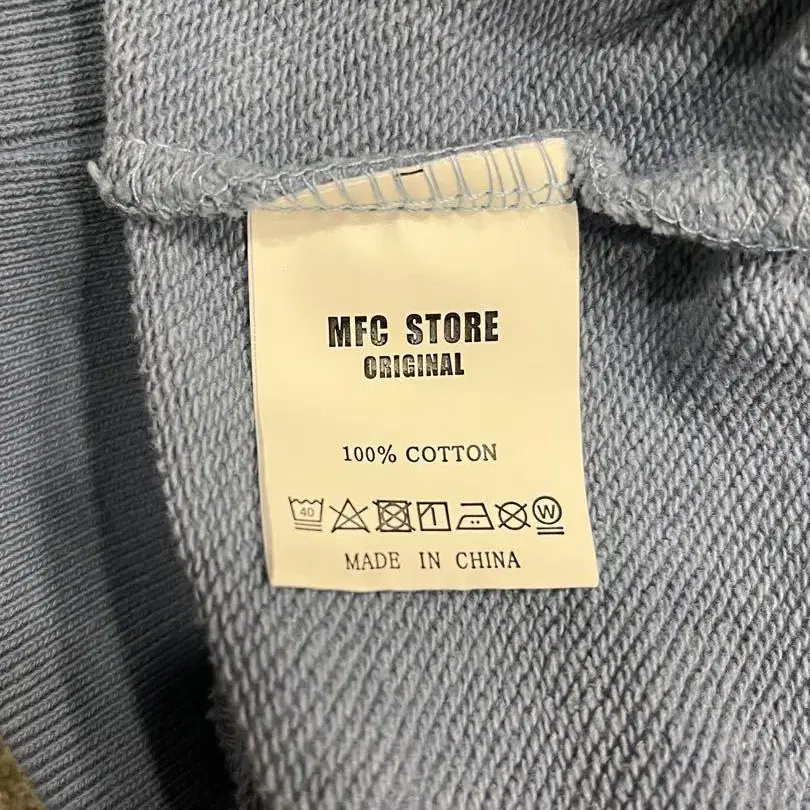 MFC STORE
ORIGINAL
100% COTTON
40 W
MADE IN CHINA